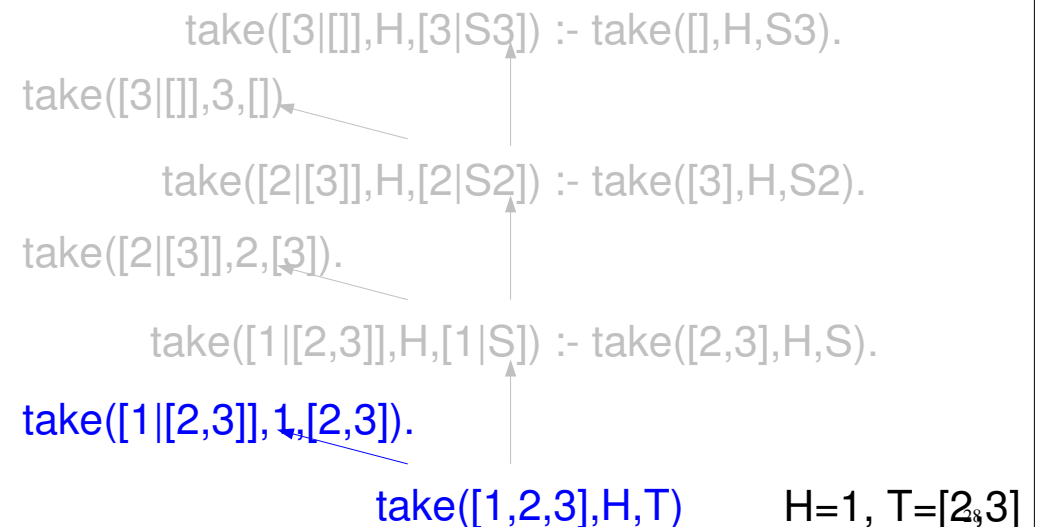 take([3|[]],H,[3|S3]) :- take([],H,S3).
take([3|[]],3,[])
take([2|[3]],H,[2|S2]) :- take([3],H,S2).
take([2|[3]],2,[3]).
take([1|[2,3]],H,[1|S]) :- take([2,3],H,S).
take([1|[2,3]],1,[2,3]).
take([1,2,3],H,T) H=1, T=[2,3]
28